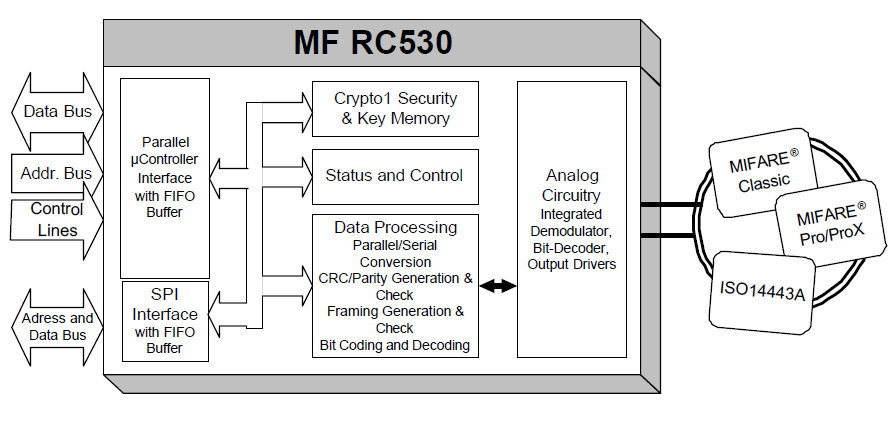 MF RC530
Data Bus
Addr. Bus
Control
Lines
Adress and
Data Bus
Parallel
µController
Interface
with FIFO
Buffer
SPI
Interface
with FIFO
Buffer
Crypto1 Security
& Key Memory
Status and Control
Data Processing
Parallel/Serial
Conversion
CRC/Parity Generation &
Check
Framing Generation &
Check
Bit Coding and Decoding
Analog
Circuitry
Integrated
Demodulator,
Bit-Decoder,
Output Drivers
MIFARE®
Classic
MIFARE®
Pro/ProX
ISO14443A